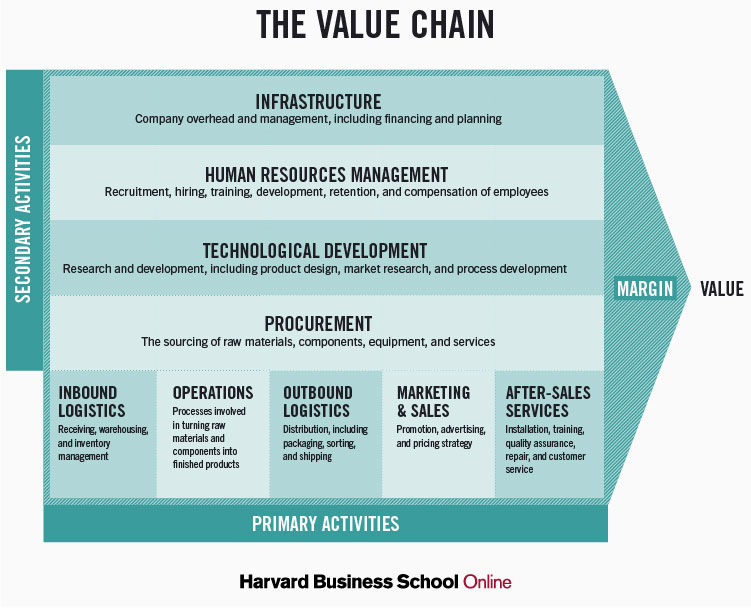 THE VALUE CHAIN
SECONDARY ACTIVITIES
INFRASTRUCTURE
Company overhead and management, including financing and planning
HUMAN RESOURCES MANAGEMENT
Recruitment, hiring, training, development, retention, and compensation of employees
TECHNOLOGICAL DEVELOPMENT
Research and development, including product design, market research, and process development
PROCUREMENT
The sourcing of raw materials, components, equipment, and services
MARGIN
VALUE
INBOUND
LOGISTICS
Receiving, warehousing,
and inventory
management
OPERATIONS
Processes involved
in turning raw
materials and
components into
finished products
OUTBOUND
LOGISTICS
Distribution, including
packaging, sorting,
and shipping
MARKETING
& SALES
Promotion, advertising,
and pricing strategy
AFTER-SALES
SERVICES
Installation, training,
quality assurance,
repair, and customer
service
PRIMARY ACTIVITIES
Harvard Business School Online